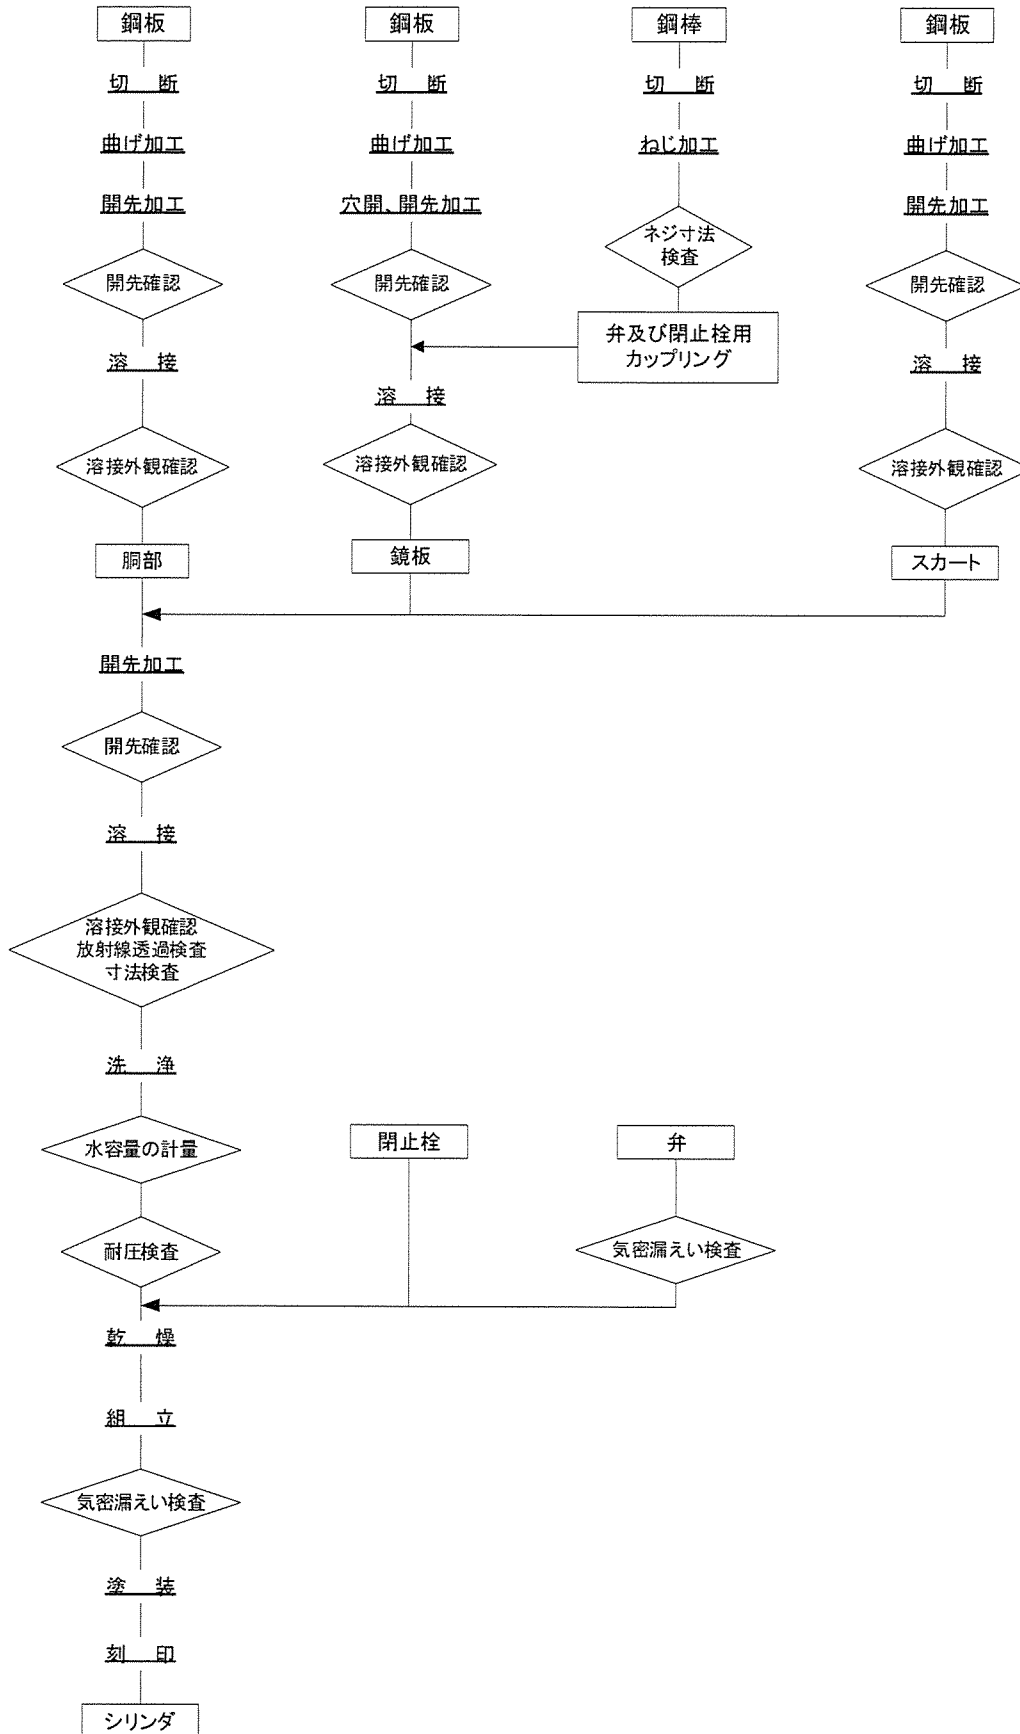 鋼板
鋼板
鋼棒
鋼板
切　断
切　断
切　断
切　断
曲げ加工
曲げ加工
ねじ加工
曲げ加工
開先加工
穴開、開先加工
開先加工
ネジ寸法
検査
開先確認
開先確認
開先確認
弁及び閉止栓用
カップリング
溶　接
溶　接
溶　接
溶接外観確認
溶接外観確認
溶接外観確認
胴部
鏡板
スカート
開先加工
開先確認
溶　接
溶接外観確認
放射線透過検査
寸法検査
洗　浄
水容量の計量
閉止栓
弁
耐圧検査
気密漏えい検査
乾　燥
組　立
気密漏えい検査
塗　装
刻　印
シリンダ